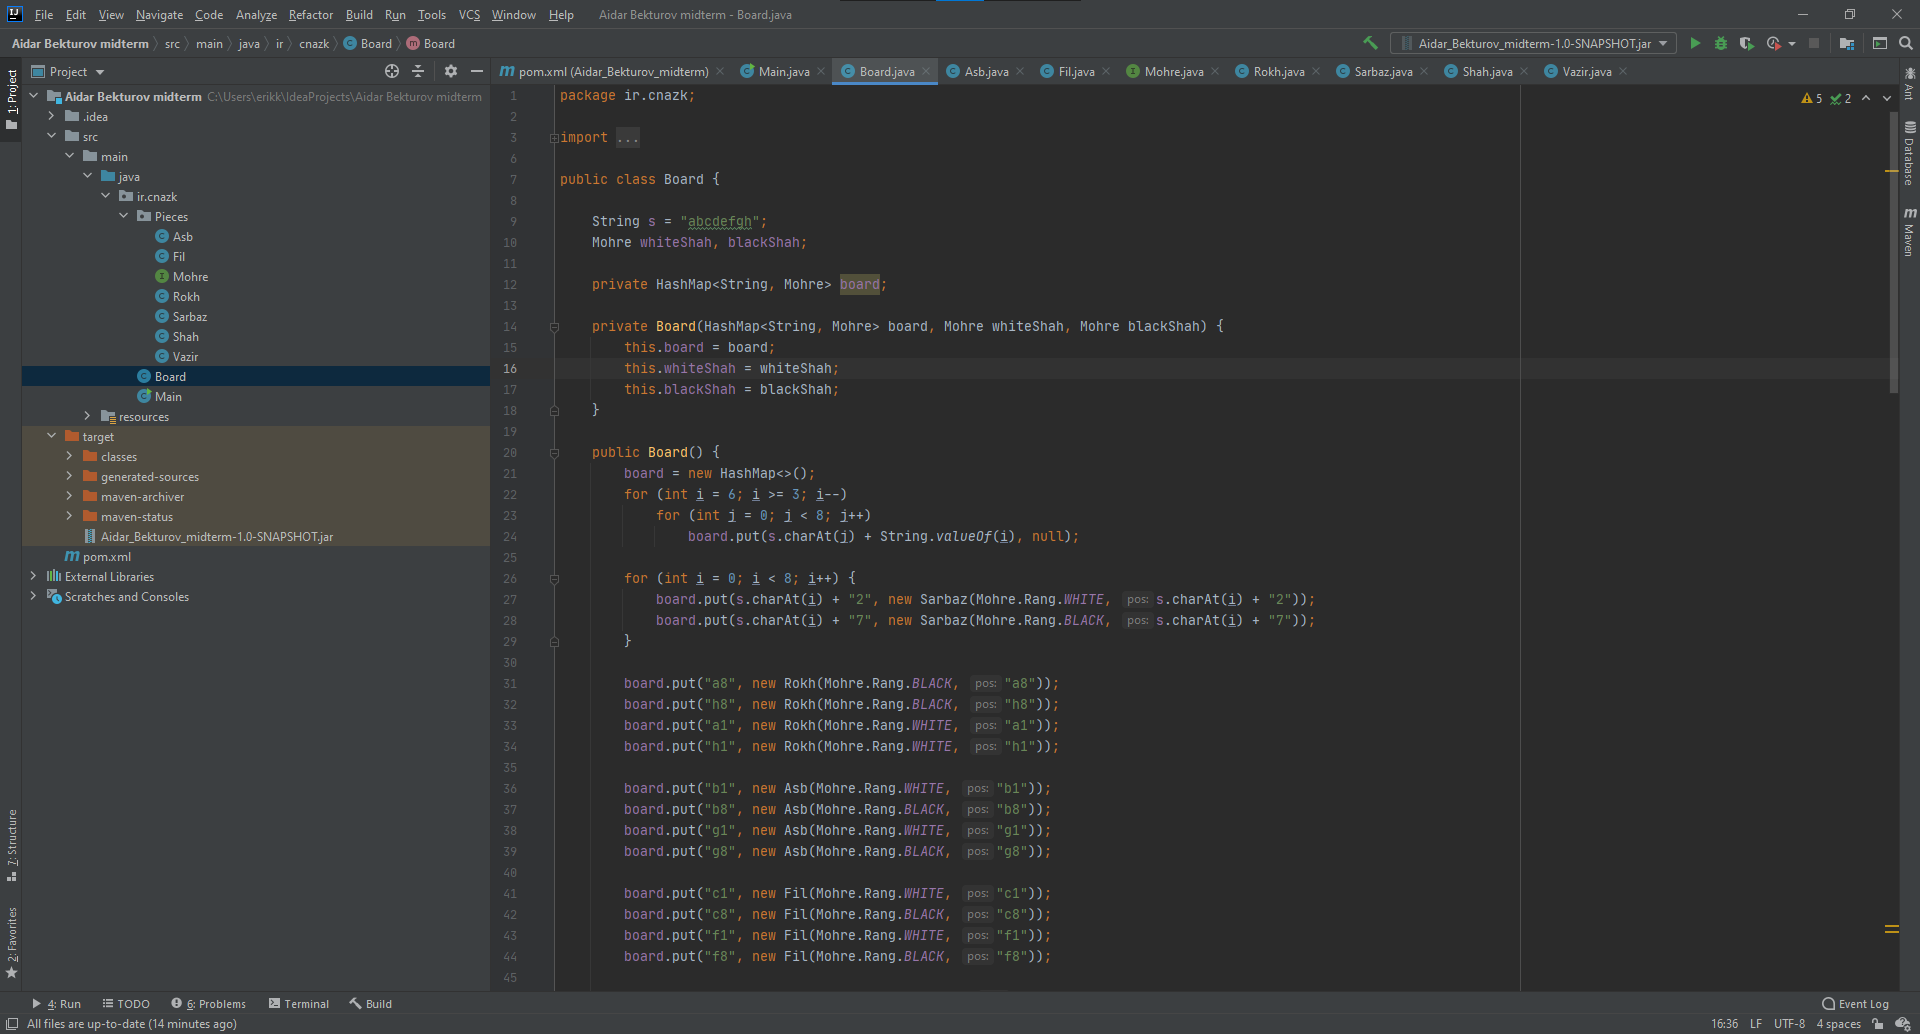 File Edit View Navigate Code Analyze Refactor Build Run Tools VCS Window Help Aidar Bekturov midterm - Board.java
Aidar Bekturov midterm src main java ir cnazk Board Board Aidar_Bekturov_midterm-1.0-SNAPSHOT.jar
Project
pom.xml (Aidar_Bekturov_midterm) Main.java Board.java Asb.java Fil.java Mohre.java Rokh.java Sarbaz.java Shah.java Vazir.java
1: Project
7: Structure
2: Favorites
Aidar Bekturov midterm C:\Users\erikk\IdeaProjects\Aidar Bekturov midterm
.idea
src
main
java
ir.cnazk
Pieces
Asb
Fil
Mohre
Rokh
Sarbaz
Shah
Vazir
Board
Main
resources
target
classes
generated-sources
maven-archiver
maven-status
Aidar_Bekturov_midterm-1.0-SNAPSHOT.jar
pom.xml
External Libraries
Scratches and Consoles
1 package ir.cnazk;
2
3 import ...
6
7 public class Board {
8
9 String s = "abcdefgh";
10 Mohre whiteShah, blackShah;
11
12 private HashMap<String, Mohre> board;
13
14 private Board(HashMap<String, Mohre> board, Mohre whiteShah, Mohre blackShah) {
15 this.board = board;
16 this.whiteShah = whiteShah;
17 this.blackShah = blackShah;
18 }
19
20 public Board() {
21 board = new HashMap<>();
22 for (int i = 6; i >= 3; i--)
23 for (int j = 0; j < 8; j++)
24 board.put(s.charAt(j) + String.valueOf(i), null);
25
26 for (int i = 0; i < 8; i++) {
27 board.put(s.charAt(i) + "2", new Sarbaz(Mohre.Rang.WHITE, pos: s.charAt(i) + "2"));
28 board.put(s.charAt(i) + "7", new Sarbaz(Mohre.Rang.BLACK, pos: s.charAt(i) + "7"));
29 }
30
31 board.put("a8", new Rokh(Mohre.Rang.BLACK, pos: "a8"));
32 board.put("h8", new Rokh(Mohre.Rang.BLACK, pos: "h8"));
33 board.put("a1", new Rokh(Mohre.Rang.WHITE, pos: "a1"));
34 board.put("h1", new Rokh(Mohre.Rang.WHITE, pos: "h1"));
35
36 board.put("b1", new Asb(Mohre.Rang.WHITE, pos: "b1"));
37 board.put("b8", new Asb(Mohre.Rang.BLACK, pos: "b8"));
38 board.put("g1", new Asb(Mohre.Rang.WHITE, pos: "g1"));
39 board.put("g8", new Asb(Mohre.Rang.BLACK, pos: "g8"));
40
41 board.put("c1", new Fil(Mohre.Rang.WHITE, pos: "c1"));
42 board.put("c8", new Fil(Mohre.Rang.BLACK, pos: "c8"));
43 board.put("f1", new Fil(Mohre.Rang.WHITE, pos: "f1"));
44 board.put("f8", new Fil(Mohre.Rang.BLACK, pos: "f8"));
45
5 2
Ant
Database
Maven
4: Run TODO 6: Problems Terminal Build Event Log
All files are up-to-date (14 minutes ago) 16:36 LF UTF-8 4 spaces